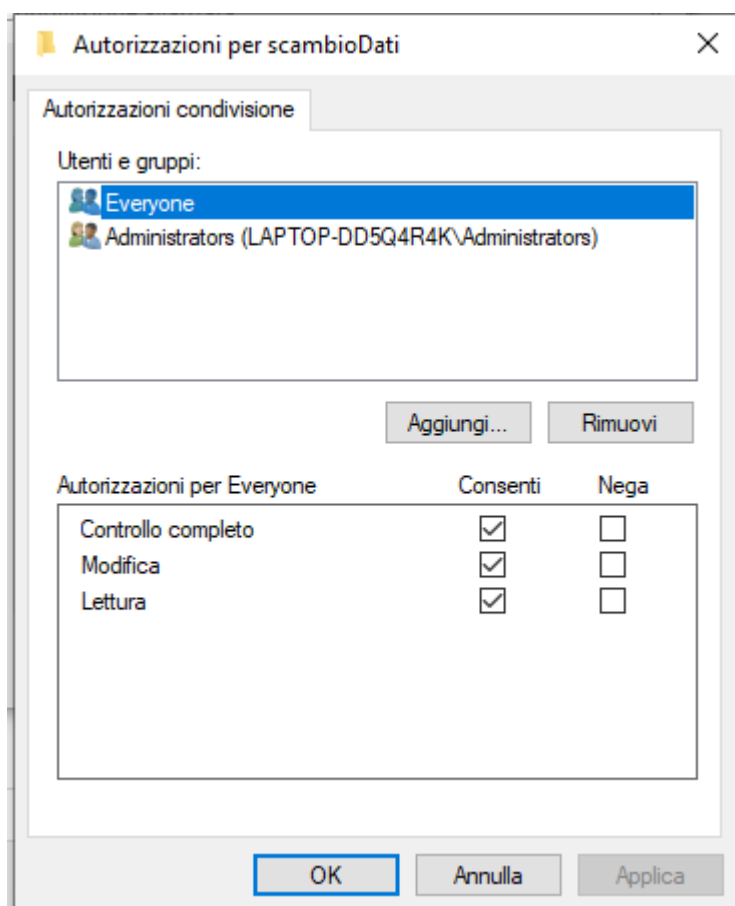 Autorizzazioni per scambioDati
Autorizzazioni condivisione
Utenti e gruppi:
Everyone
Administrators (LAPTOP-DD5Q4R4K\Administrators)
Aggiungi... Rimuovi
Autorizzazioni per Everyone Consenti Nega
Controllo completo
Modifica
Lettura
OK Annulla Applica